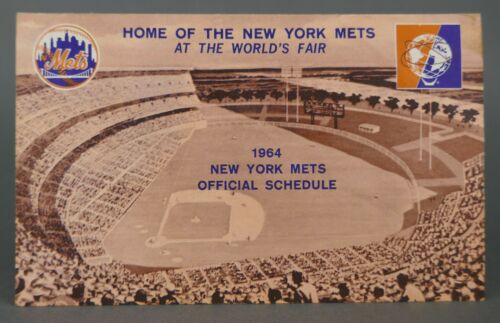 HOME OF THE NEW YORK METS
AT THE WORLD'S FAIR
Mets
1964
NEW YORK METS
OFFICIAL SCHEDULE